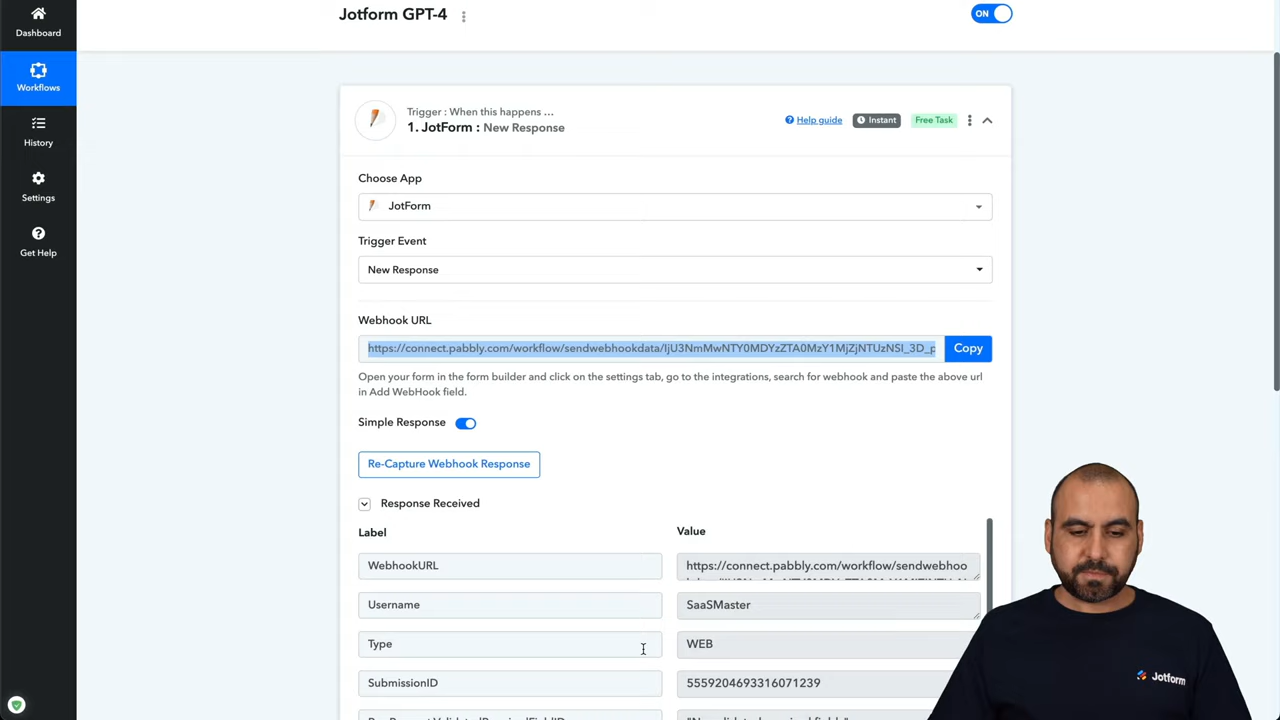 Jotform GPT-4
ON
Dashboard
Workflows
History
Settings
Get Help
Trigger : When this happens ...
1. JotForm : New Response
Help guide
Instant
Free Task
Choose App
JotForm
Trigger Event
New Response
Webhook URL
https://connect.pabbly.com/workflow/sendwebhookdata/IjU3NmMwNTY0MDYzZTA0MzY1MjZjNTUzNSI_3D_p
Copy
Open your form in the form builder and click on the settings tab, go to the integrations, search for webhook and paste the above url
in Add WebHook field.
Simple Response
Re-Capture Webhook Response
Response Received
Label
Value
WebhookURL
https://connect.pabbly.com/workflow/sendwebhoo
Username
SaaSMaster
Type
WEB
SubmissionID
5559204693316071239
Jotform